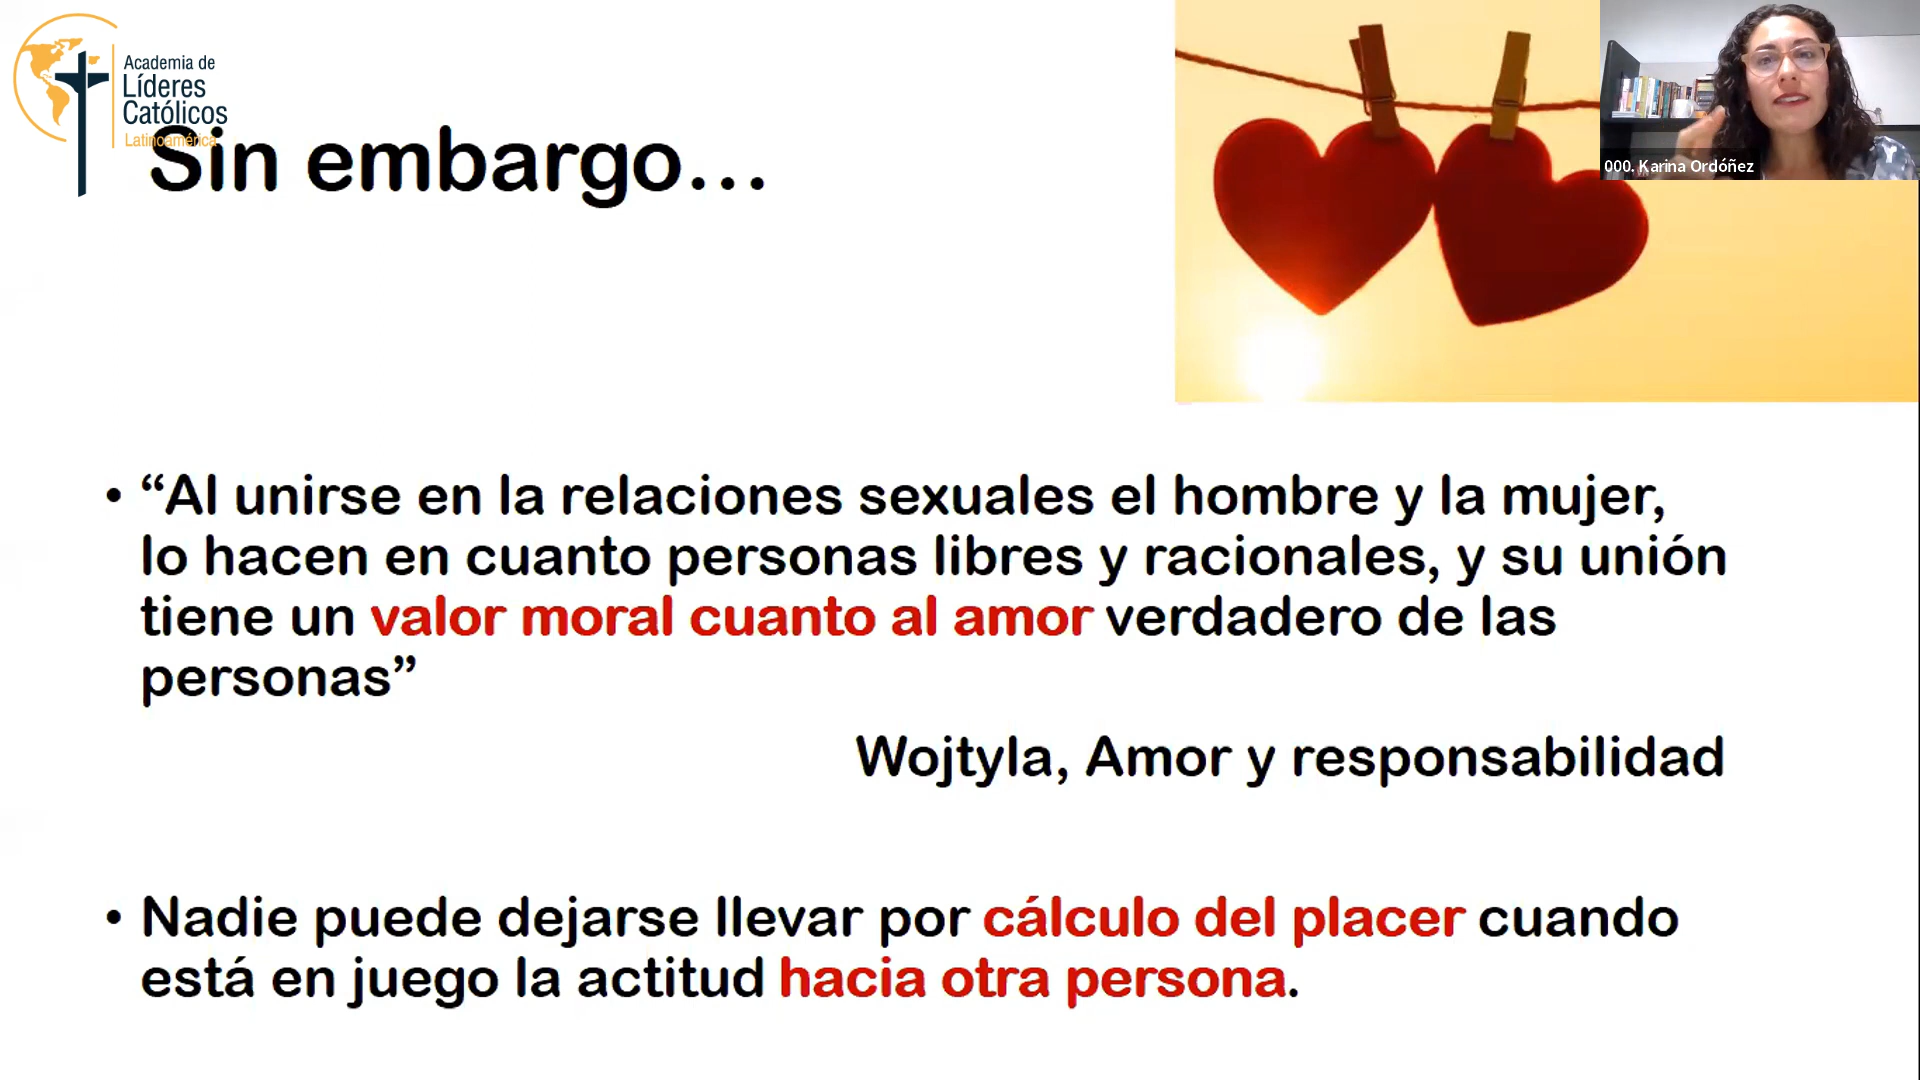 Academia de
Líderes
Católicos
Latinoamérica
Sin embargo...
000. Karina Ordóñez
• “Al unirse en la relaciones sexuales el hombre y la mujer,
lo hacen en cuanto personas libres y racionales, y su unión
tiene un valor moral cuanto al amor verdadero de las
personas”
Wojtyla, Amor y responsabilidad
• Nadie puede dejarse llevar por cálculo del placer cuando
está en juego la actitud hacia otra persona.